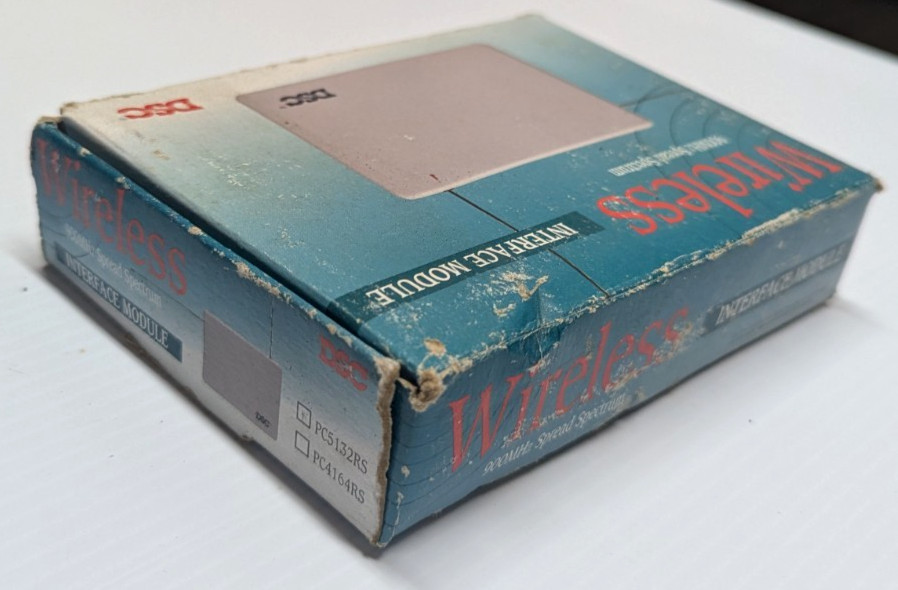 DSC
DSC
Wireless
900MHz Spread Spectrum
INTERFACE MODULE
Wireless
900MHz Spread Spectrum
INTERFACE MODULE
DSC
DSC
PC5132RS
PC4164RS
Wireless
900MHz Spread Spectrum
INTERFACE MODULE